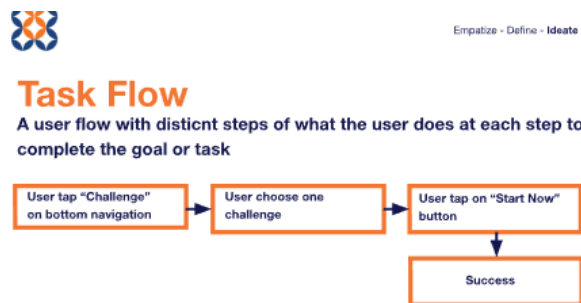 Empatize - Define - Ideate
Task Flow
A user flow with disticnt steps of what the user does at each step to
complete the goal or task
User tap “Challenge”
on bottom navigation
User choose one
challenge
User tap on “Start Now”
button
Success